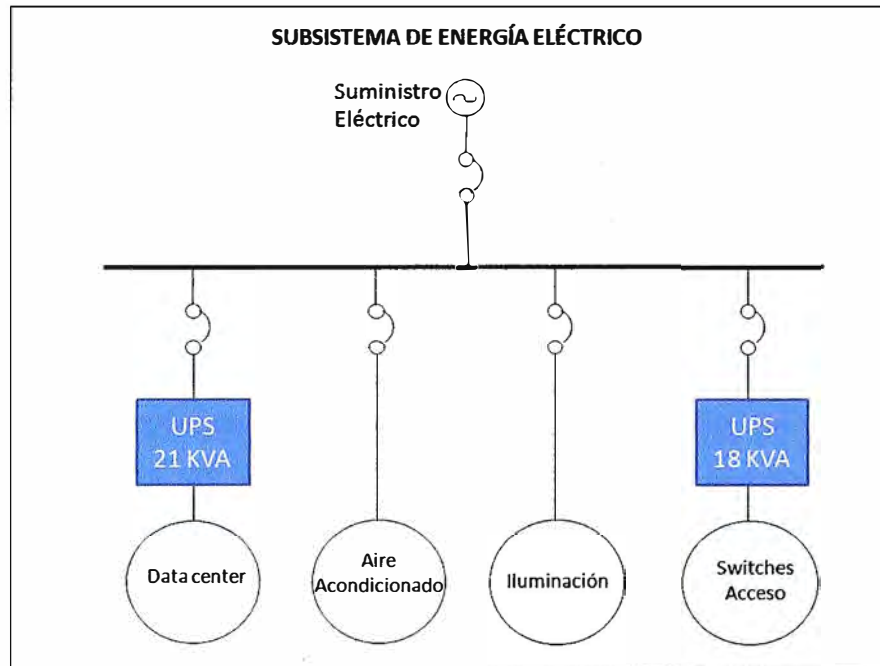 SUBSISTEMA DE ENERGÍA ELÉCTRICO
Suministro
Eléctrico
UPS
21 KVA
UPS
18 KVA
Data center
Aire
Acondicionado
Iluminación
Switches
Acceso